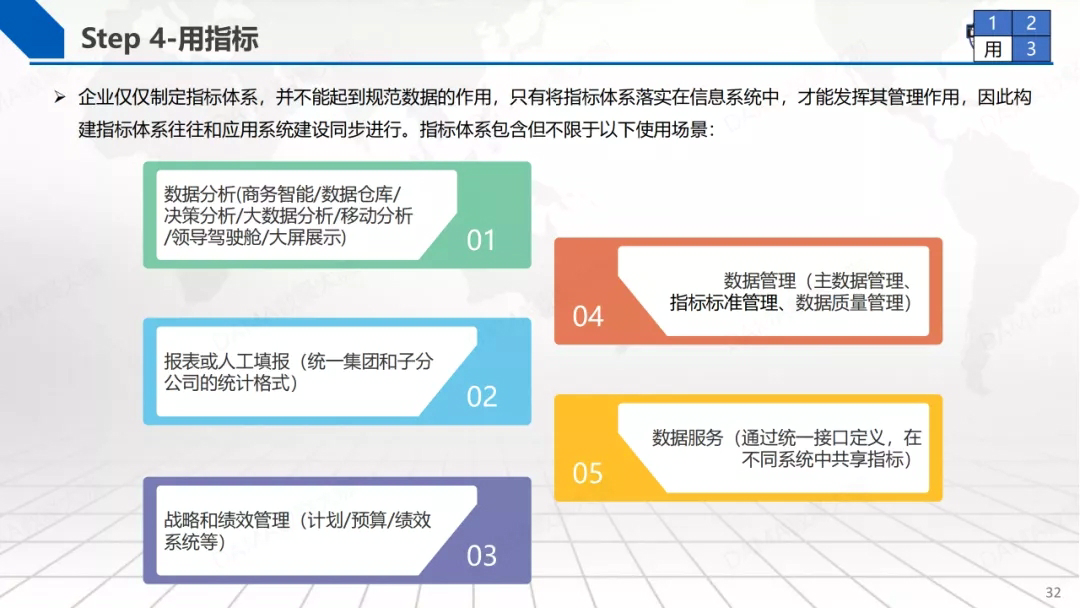 Step 4-用指标
1 2
用 3
➢ 企业仅仅制定指标体系，并不能起到规范数据的作用，只有将指标体系落实在信息系统中，才能发挥其管理作用，因此构
建指标体系往往和应用系统建设同步进行。指标体系包含但不限于以下使用场景：
数据分析(商务智能/数据仓库/
决策分析/大数据分析/移动分析
/领导驾驶舱/大屏展示)
01
报表或人工填报（统一集团和子分
公司的统计格式）
02
战略和绩效管理（计划/预算/绩效
系统等）
03
数据管理（主数据管理、
指标标准管理、数据质量管理）
04
数据服务（通过统一接口定义，在
不同系统中共享指标）
05
32